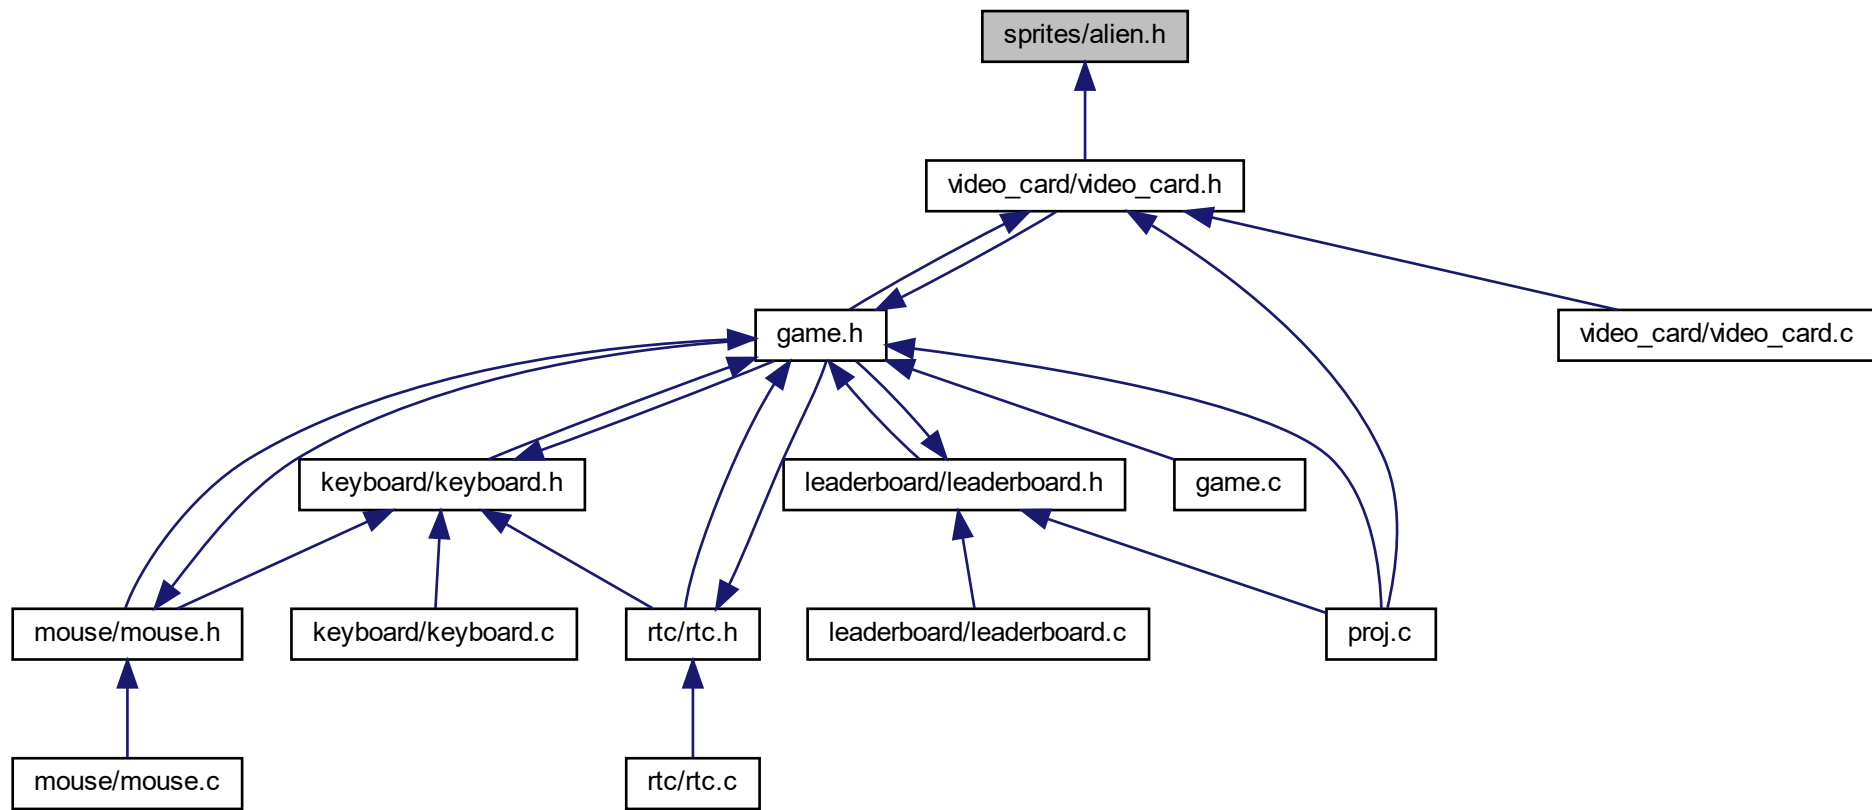 sprites/alien.h
video_card/video_card.h
game.h
video_card/video_card.c
keyboard/keyboard.h
leaderboard/leaderboard.h
game.c
mouse/mouse.h
keyboard/keyboard.c
rtc/rtc.h
leaderboard/leaderboard.c
proj.c
mouse/mouse.c
rtc/rtc.c